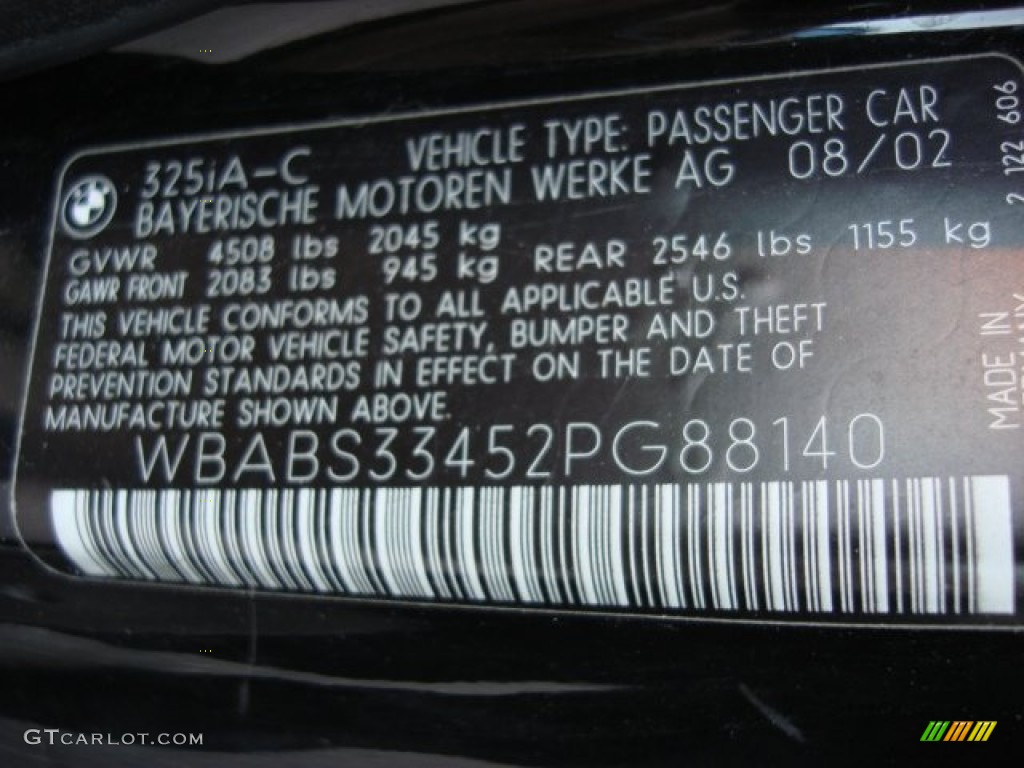 VEHICLE TYPE: PASSENGER CAR
325iA-C
BAYERISCHE MOTOREN WERKE AG 08/02
GVWR 4508 lbs 2045 kg
GAWR FRONT 2083 lbs 945 kg REAR 2546 lbs 1155 kg
THIS VEHICLE CONFORMS TO ALL APPLICABLE U.S.
FEDERAL MOTOR VEHICLE SAFETY, BUMPER AND THEFT
PREVENTION STANDARDS IN EFFECT ON THE DATE OF
MANUFACTURE SHOWN ABOVE.
WBABS33452PG88140
2 122 606
MADE IN
GTCARLOT.COM